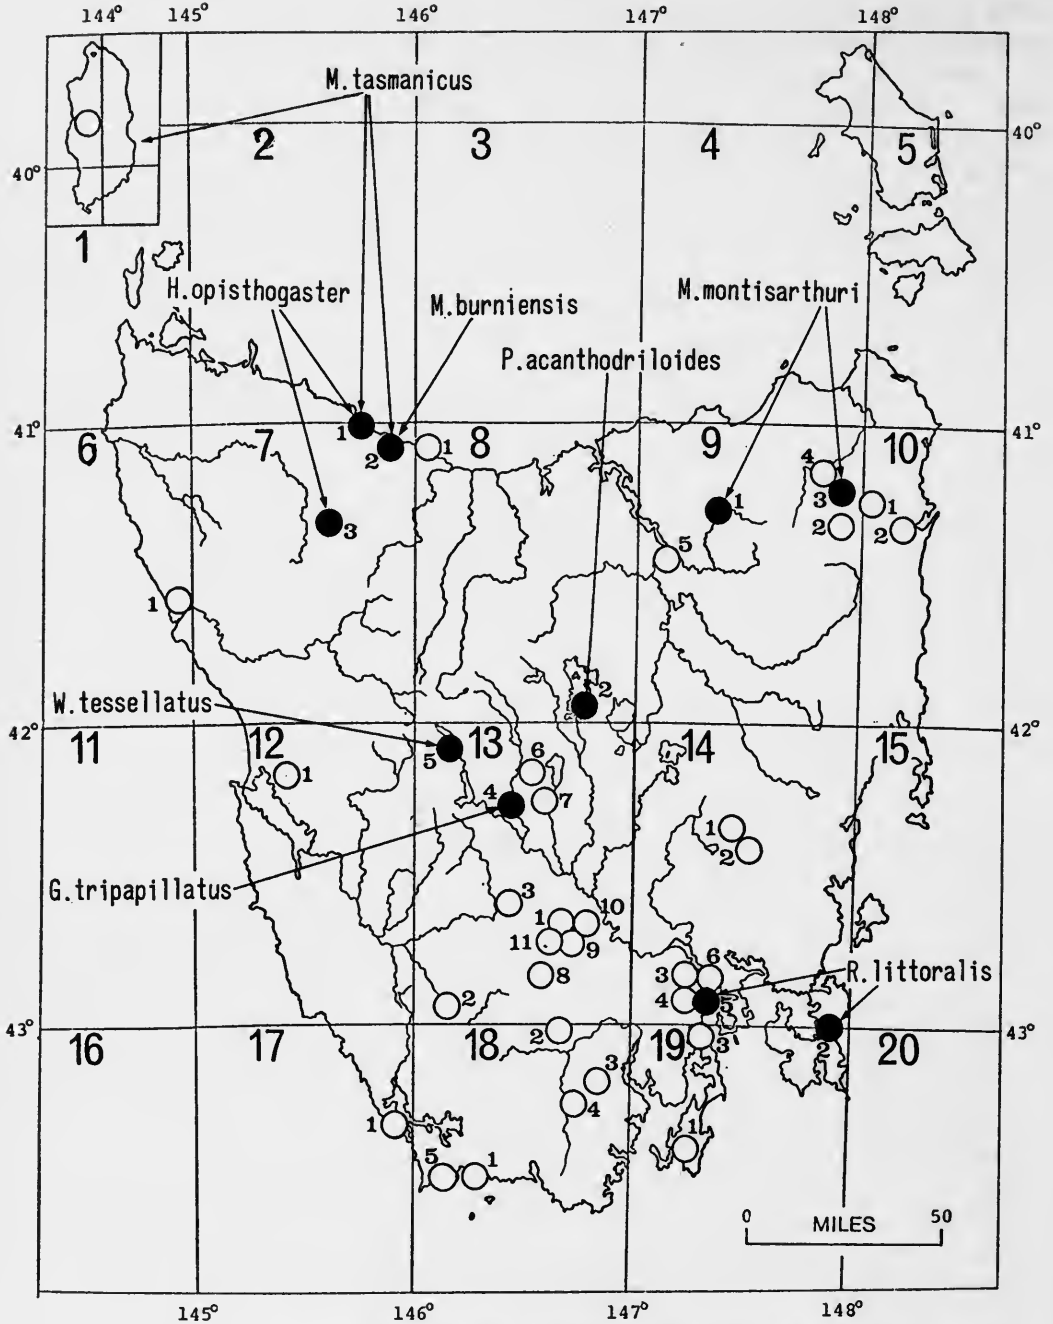 144° 145° 146° 147° 148°
M.tasmanicus
2 3 4 5
40°
40°
1
H.opisthogaster
M.burniensis
M.montisarthuri
P.acanthodriloides
41° 41°
6 7 8 9 10
1 2 1
3
4 3 1
1 2 2
5
1
2
W.tessellatus
42° 42°
11 12 13 14 15
5 6 1
4 7
1 2
G.tripapillatus
3
1 10
11 9
8
3 6
R.littoralis
4 5
2
43° 43°
16 17 18 19 20
2 3 2
3
4
1 1
5 1
0 50
MILES
145° 146° 147° 148°